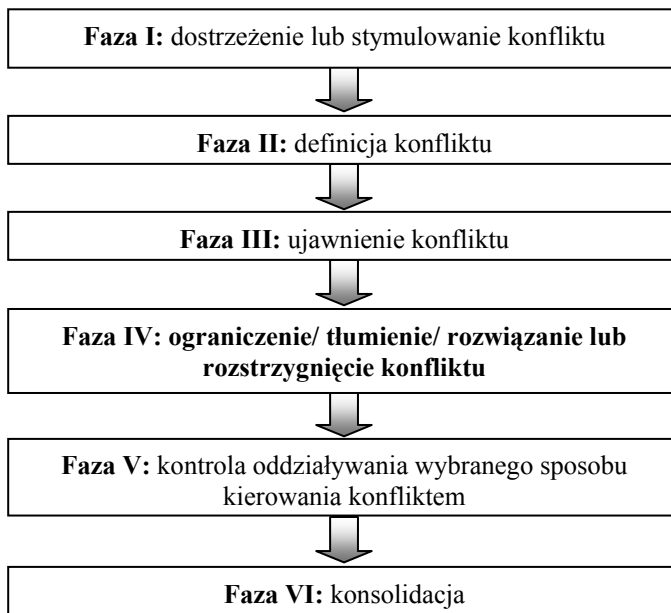 Faza I: dostrzeżenie lub stymulowanie konfliktu
Faza II: definicja konfliktu
Faza III: ujawnienie konfliktu
Faza IV: ograniczenie/ tłumienie/ rozwiązanie lub
rozstrzygnięcie konfliktu
Faza V: kontrola oddziaływania wybranego sposobu
kierowania konfliktem
Faza VI: konsolidacja